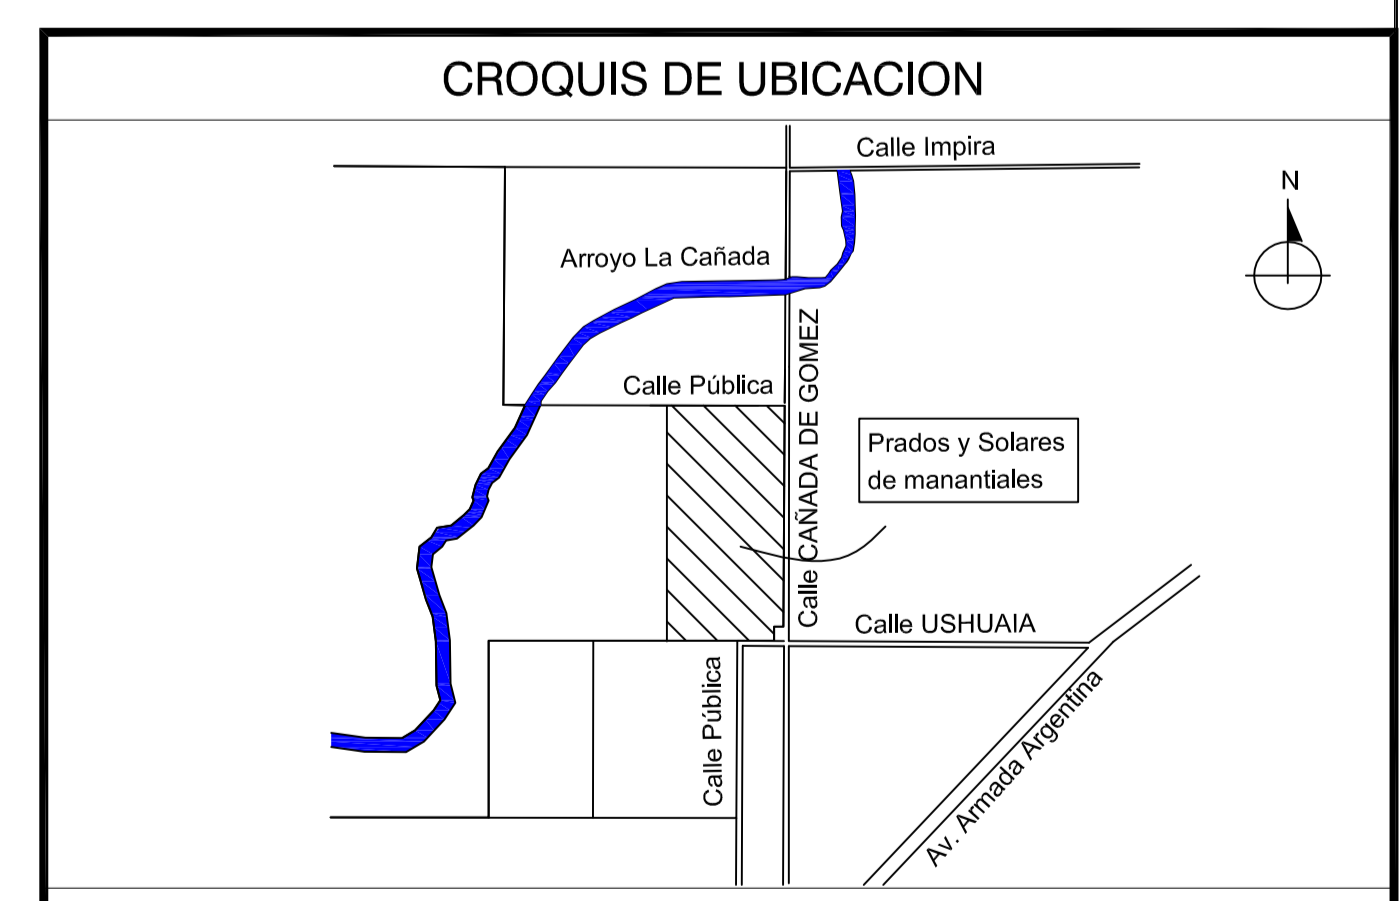 CROQUIS DE UBICACION
Calle Impira
N
Arroyo La Cañada
Calle Pública
Calle CAÑADA DE GOMEZ
Prados y Solares
de manantiales
Calle USHUAIA
Calle Pública
Av. Armada Argentina